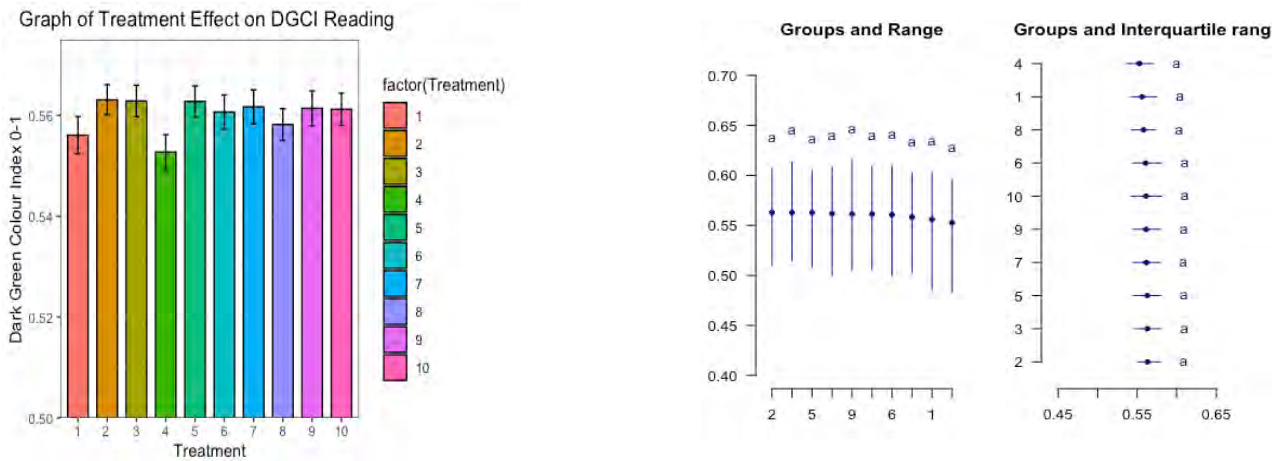 Graph of Treatment Effect on DGCI Reading
Dark Green Colour Index 0-1
0.56
0.54
0.52
0.50
1 2 3 4 5 6 7 8 9 10
Treatment
factor(Treatment)
1
2
3
4
5
6
7
8
9
10
Groups and Range
0.70
0.65
0.60
0.55
0.50
0.45
0.40
a a a a a a a a a a
2 5 9 6 1
Groups and Interquartile rang
4 a
1 a
8 a
6 a
10 a
9 a
7 a
5 a
3 a
2 a
0.45 0.55 0.65